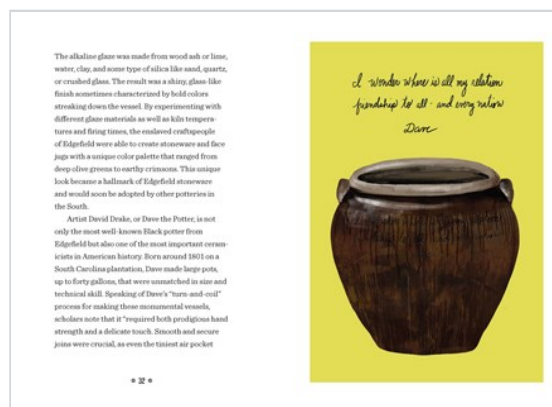 The alkaline glaze was made from wood ash or lime,
water, clay, and some type of silica like sand, quartz,
or crushed glass. The result was a shiny, glass-like
finish sometimes characterized by bold colors
streaking down the vessel. By experimenting with
different glaze materials as well as kiln tempera-
tures and firing times, the enslaved craftspeople
of Edgefield were able to create stoneware and face
jugs with a unique color palette that ranged from
deep olive greens to earthy crimsons. This unique
look became a hallmark of Edgefield stoneware
and would soon be adopted by other potteries in
the South.
Artist David Drake, or Dave the Potter, is not
only the most well-known Black potter from
Edgefield but also one of the most important ceram-
icists in American history. Born around 1801 on a
South Carolina plantation, Dave made large pots,
up to forty gallons, that were unmatched in size and
technical skill. Speaking of Dave's "turn-and-coil"
process for making these monumental vessels,
scholars note that it "required both prodigious hand
strength and a delicate touch. Smooth and secure
joins were crucial, as even the tiniest air pocket
32
I wonder where is all my relation
friendship to all - and every nation
Dave